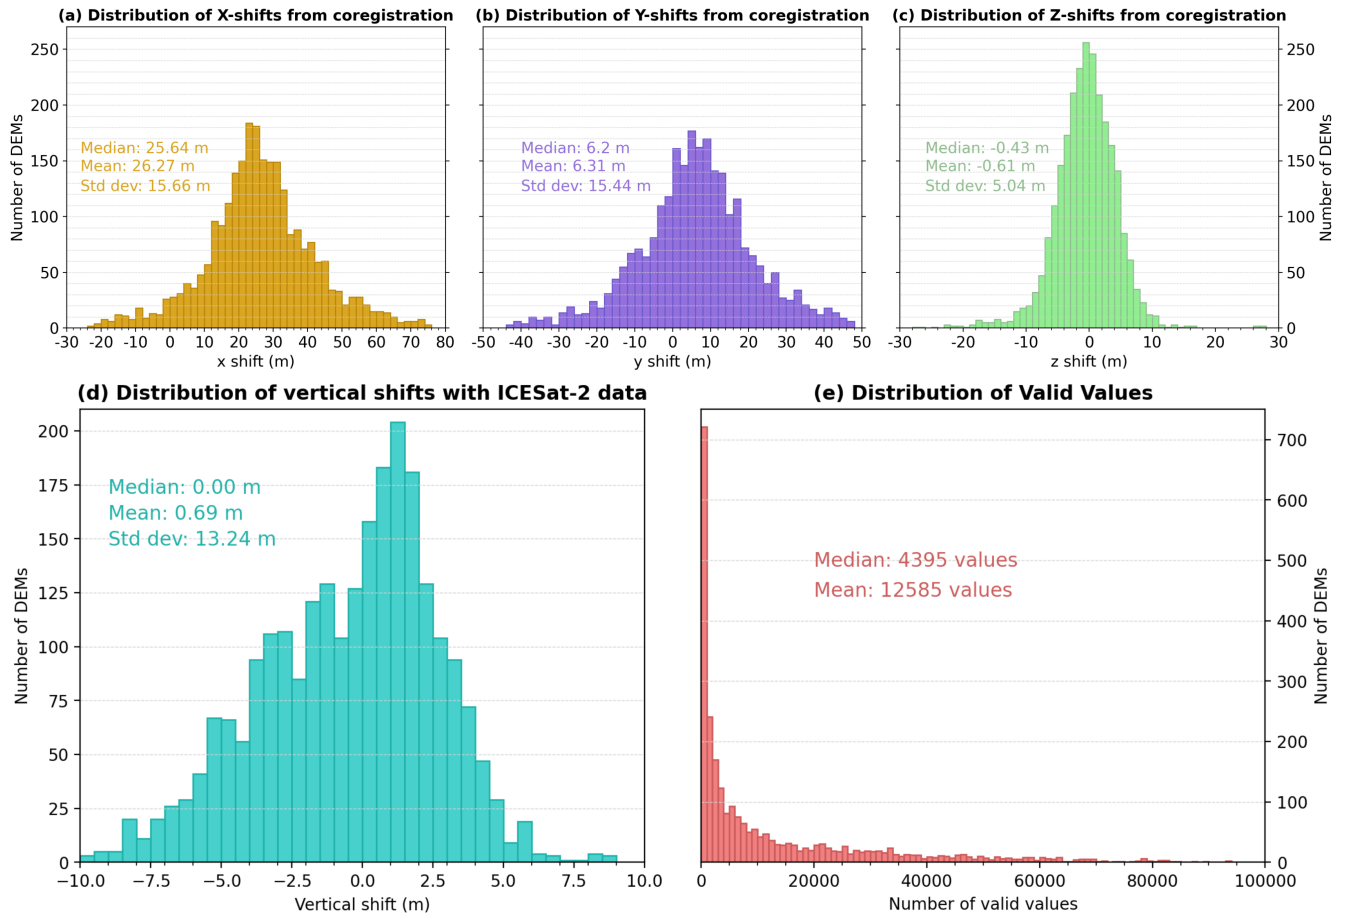 (a) Distribution of X-shifts from coregistration
Number of DEMs
250
200
150
100
50
0
Median: 25.64 m
Mean: 26.27 m
Std dev: 15.66 m
-30 -20 -10 0 10 20 30 40 50 60 70 80
x shift (m)
(b) Distribution of Y-shifts from coregistration
Median: 6.2 m
Mean: 6.31 m
Std dev: 15.44 m
-50 -40 -30 -20 -10 0 10 20 30 40 50
y shift (m)
(c) Distribution of Z-shifts from coregistration
Median: -0.43 m
Mean: -0.61 m
Std dev: 5.04 m
250
200
150
100
50
0
Number of DEMs
-30 -20 -10 0 10 20 30
z shift (m)
(d) Distribution of vertical shifts with ICESat-2 data
Number of DEMs
200
175
150
125
100
75
50
25
0
Median: 0.00 m
Mean: 0.69 m
Std dev: 13.24 m
−10.0 −7.5 −5.0 −2.5 0.0 2.5 5.0 7.5 10.0
Vertical shift (m)
(e) Distribution of Valid Values
Median: 4395 values
Mean: 12585 values
700
600
500
400
300
200
100
0
Number of DEMs
0 20000 40000 60000 80000 100000
Number of valid values